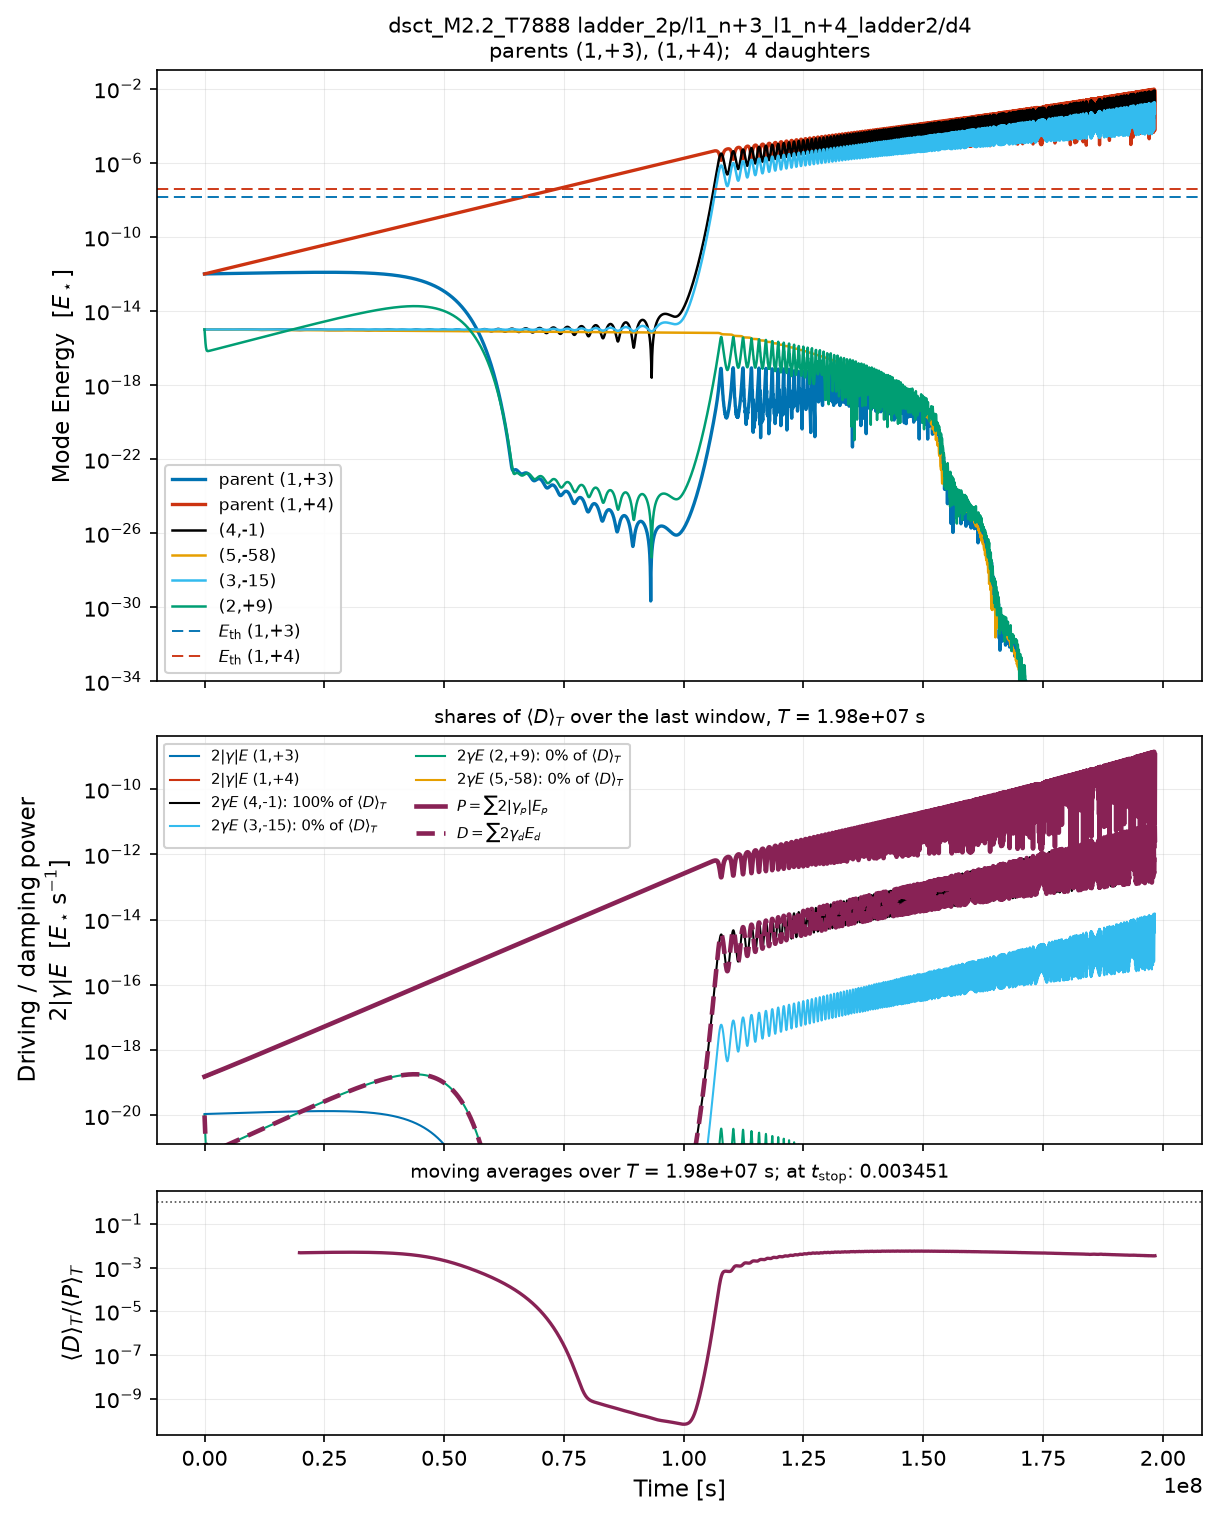 dsct_M2.2_T7888 ladder_2p/l1_n+3_l1_n+4_ladder2/d4
parents (1,+3), (1,+4);  4 daughters
Mode Energy  [E⋆]
10⁻²
10⁻⁶
10⁻¹⁰
10⁻¹⁴
10⁻¹⁸
10⁻²²
10⁻²⁶
10⁻³⁰
10⁻³⁴
parent (1,+3)
parent (1,+4)
(4,-1)
(5,-58)
(3,-15)
(2,+9)
E_th (1,+3)
E_th (1,+4)
shares of ⟨D⟩_T over the last window, T = 1.98e+07 s
Driving / damping power
2|γ|E  [E⋆ s⁻¹]
10⁻¹⁰
10⁻¹²
10⁻¹⁴
10⁻¹⁶
10⁻¹⁸
10⁻²⁰
2|γ|E (1,+3)
2|γ|E (1,+4)
2γE (4,-1): 100% of ⟨D⟩_T
2γE (3,-15): 0% of ⟨D⟩_T
2γE (2,+9): 0% of ⟨D⟩_T
2γE (5,-58): 0% of ⟨D⟩_T
P = ∑2|γ_p|E_p
D = ∑2γ_dE_d
moving averages over T = 1.98e+07 s; at t_stop: 0.003451
⟨D⟩_T/⟨P⟩_T
10⁻¹
10⁻³
10⁻⁵
10⁻⁷
10⁻⁹
0.00 0.25 0.50 0.75 1.00 1.25 1.50 1.75 2.00
1e8
Time [s]